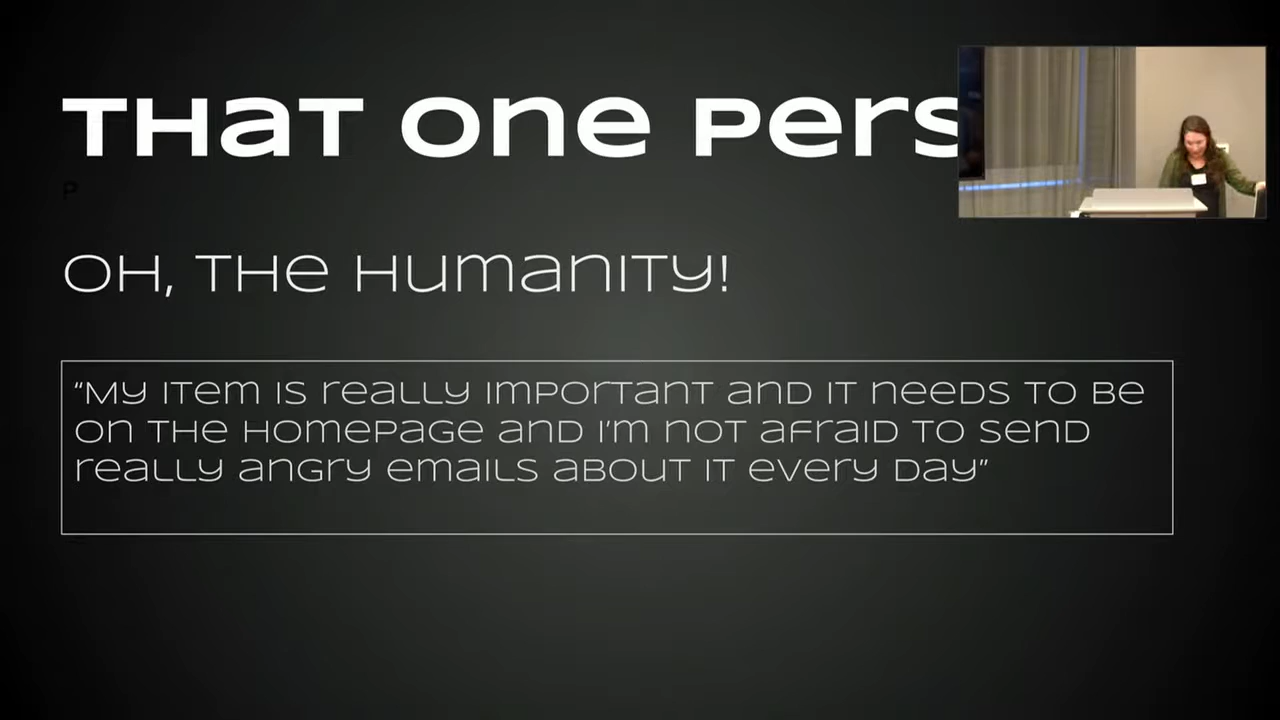 THAT ONE PERS
P
OH, THE HUMANITY!
“MY ITEM IS REALLY IMPORTANT AND IT NEEDS TO BE
ON THE HOMEPAGE AND I’M NOT AFRAID TO SEND
REALLY ANGRY EMAILS ABOUT IT EVERY DAY”